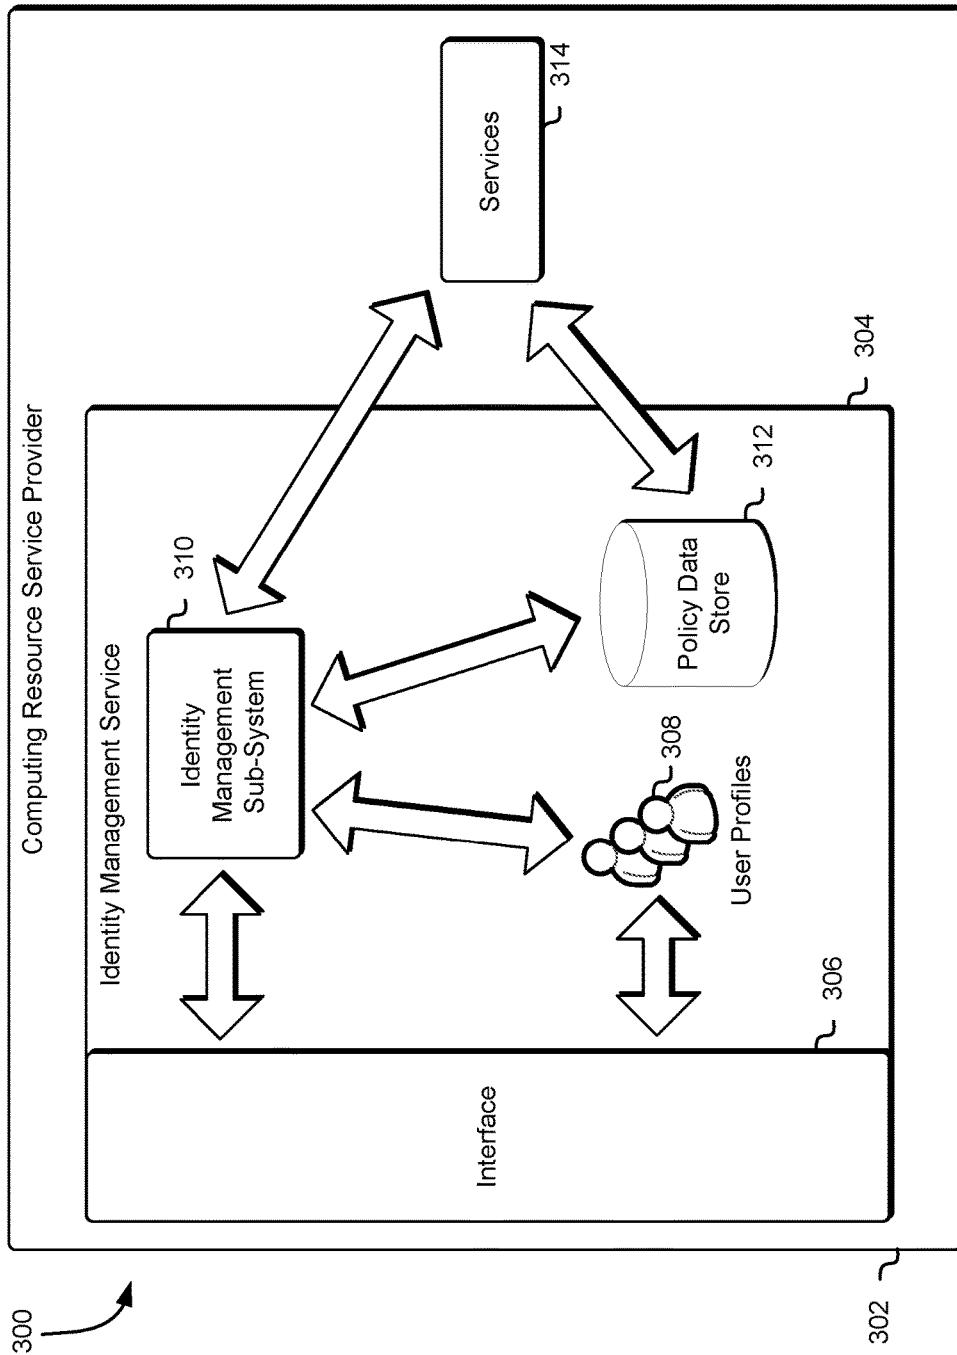 300
Computing Resource Service Provider
Identity Management Service
310
Identity
Management
Sub-System
Services
314
Interface
308
User Profiles
Policy Data
Store
312
306
304
302